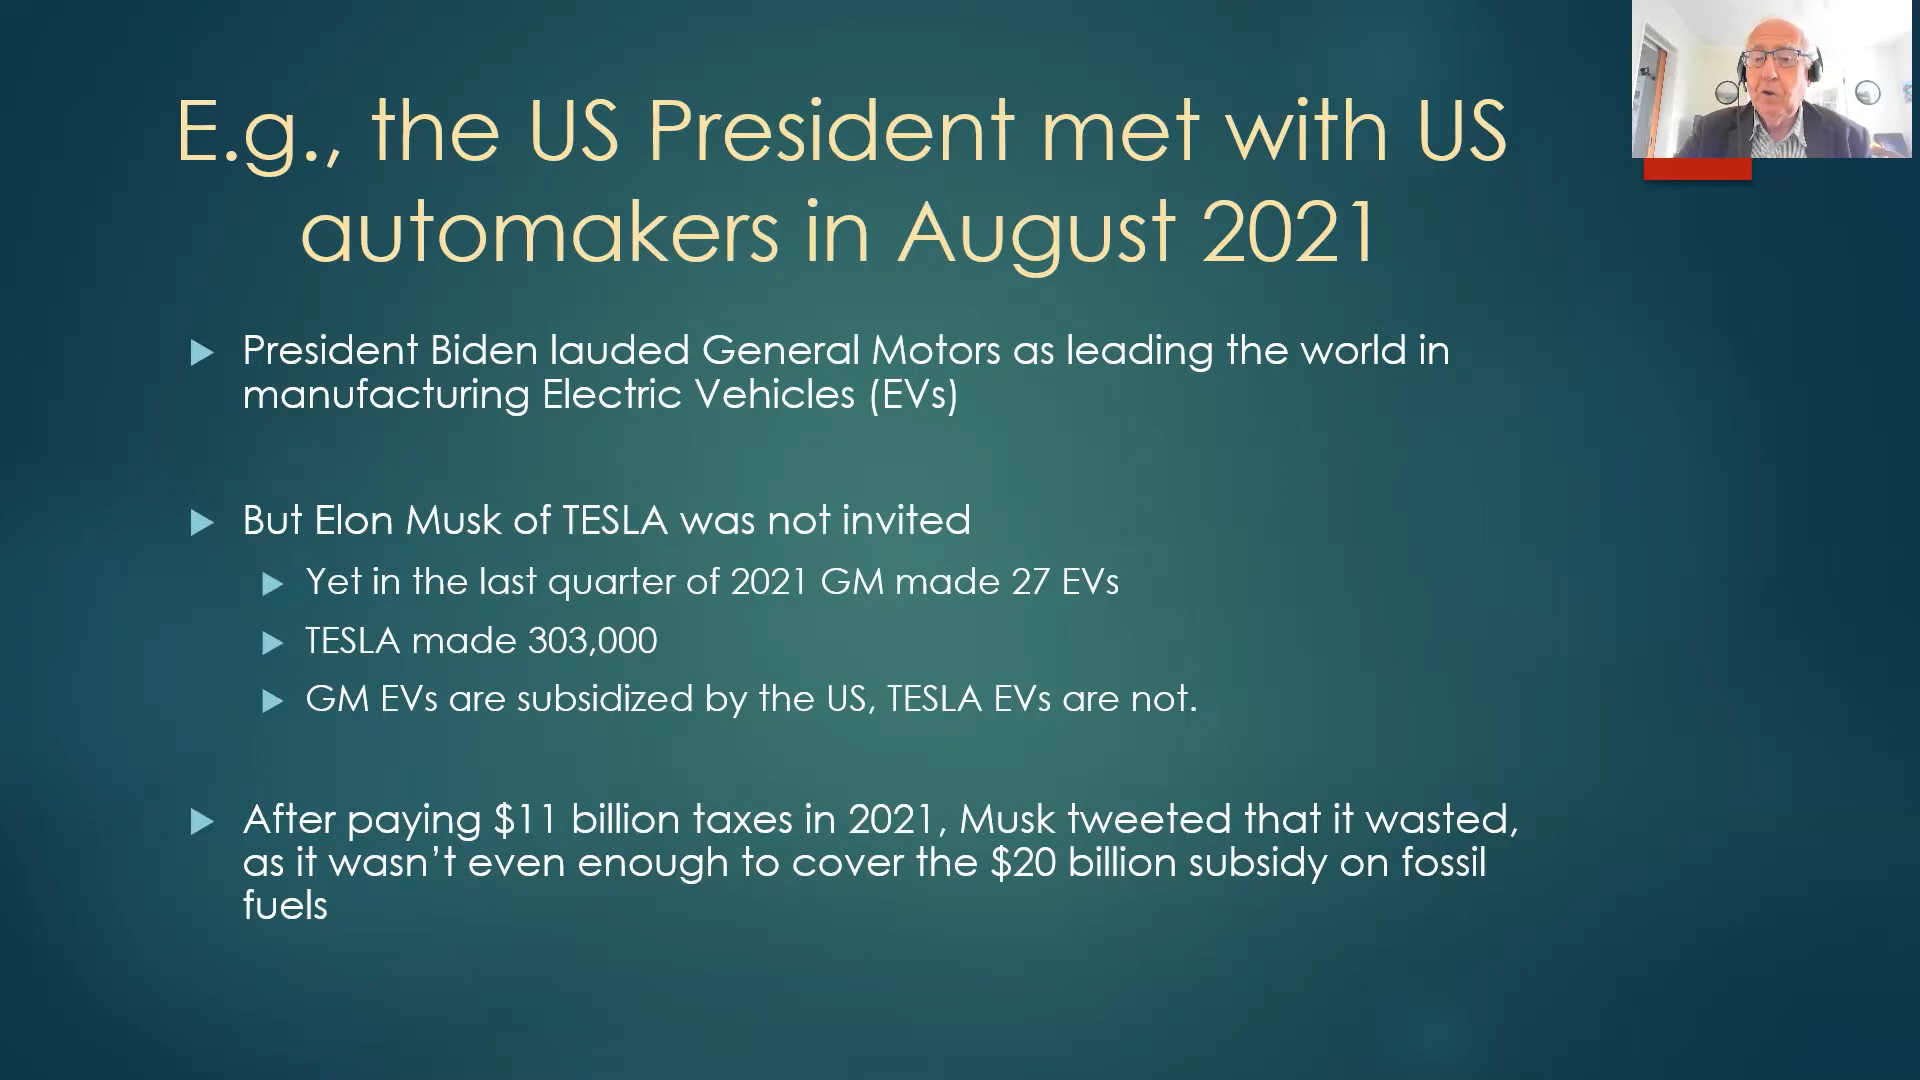 E.g., the US President met with US
automakers in August 2021
President Biden lauded General Motors as leading the world in
manufacturing Electric Vehicles (EVs)
But Elon Musk of TESLA was not invited
Yet in the last quarter of 2021 GM made 27 EVs
TESLA made 303,000
GM EVs are subsidized by the US, TESLA EVs are not.
After paying $11 billion taxes in 2021, Musk tweeted that it wasted,
as it wasn’t even enough to cover the $20 billion subsidy on fossil
fuels